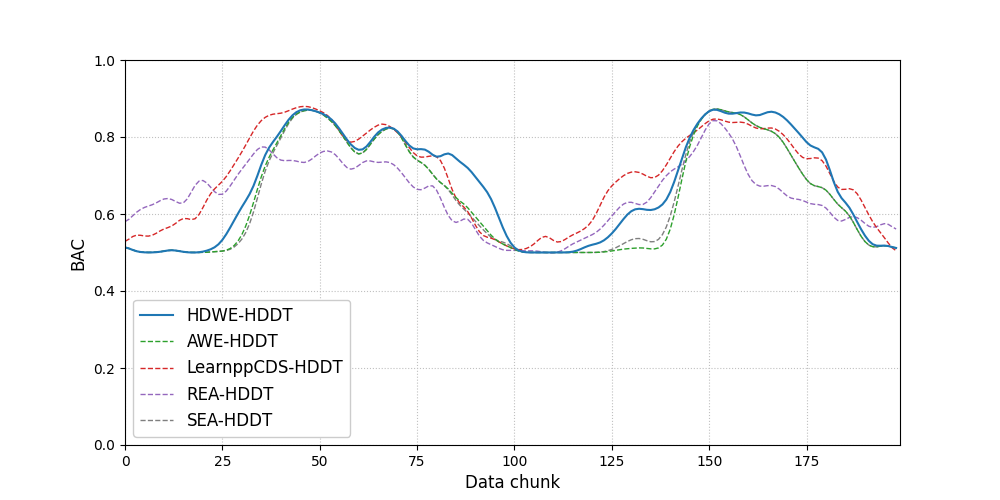 1.0
0.8
0.6
0.4
0.2
0.0
BAC
HDWE-HDDT
AWE-HDDT
LearnppCDS-HDDT
REA-HDDT
SEA-HDDT
0 25 50 75 100 125 150 175
Data chunk